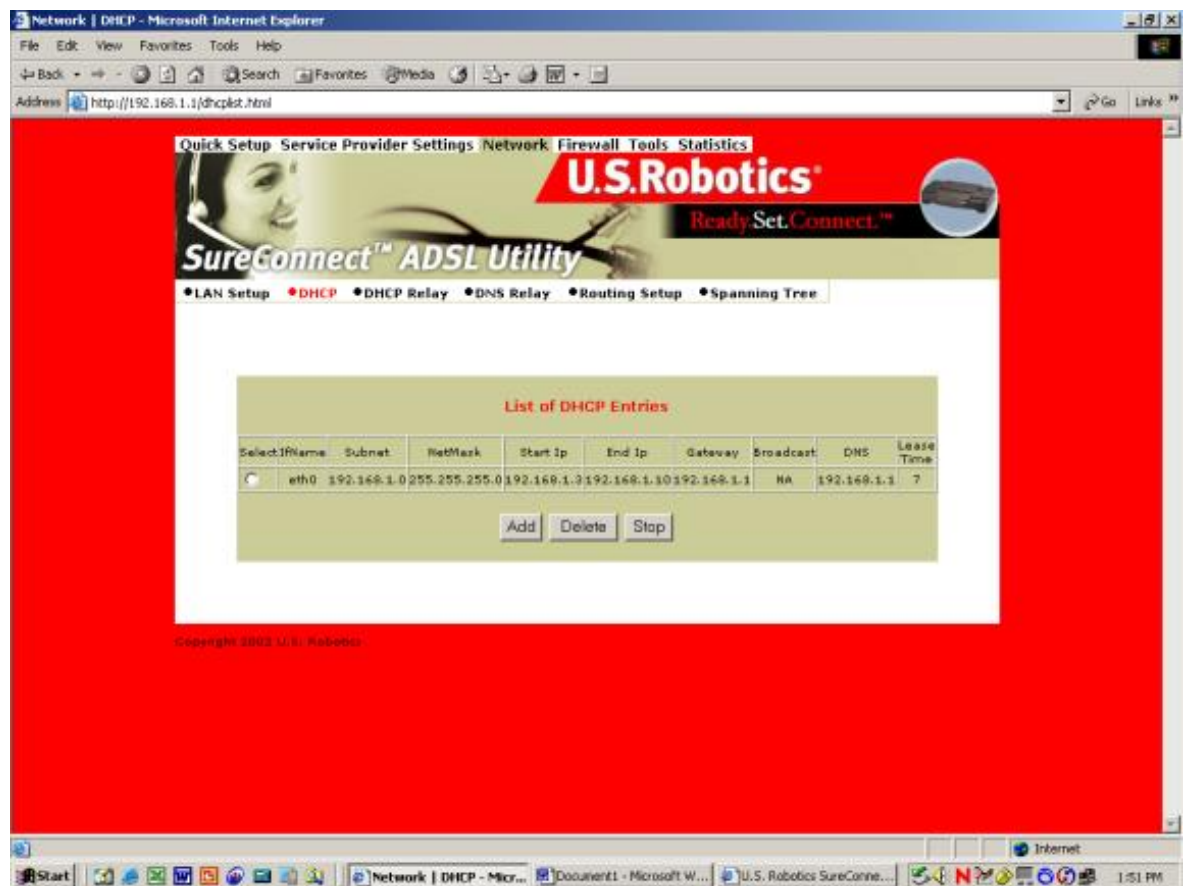 Network | DHCP - Microsoft Internet Explorer
File Edit View Favorites Tools Help
Back Search Favorites Media
Address http://192.168.1.1/dhcplist.html Go Links »
Quick Setup Service Provider Settings Network Firewall Tools Statistics
U.S.Robotics®
Ready.Set.Connect.™
SureConnect™ ADSL Utility
LAN Setup DHCP DHCP Relay DNS Relay Routing Setup Spanning Tree
List of DHCP Entries
Select IfName Subnet NetMask Start Ip End Ip Gateway Broadcast DNS Lease Time
eth0 192.168.1.0 255.255.255.0 192.168.1.3 192.168.1.10 192.168.1.1 NA 192.168.1.1 7
Add Delete Stop
Copyright 2002 U.S. Robotics
Internet
Start Network | DHCP - Micr... Document1 - Microsoft W... U.S. Robotics SureConne... 1:51 PM